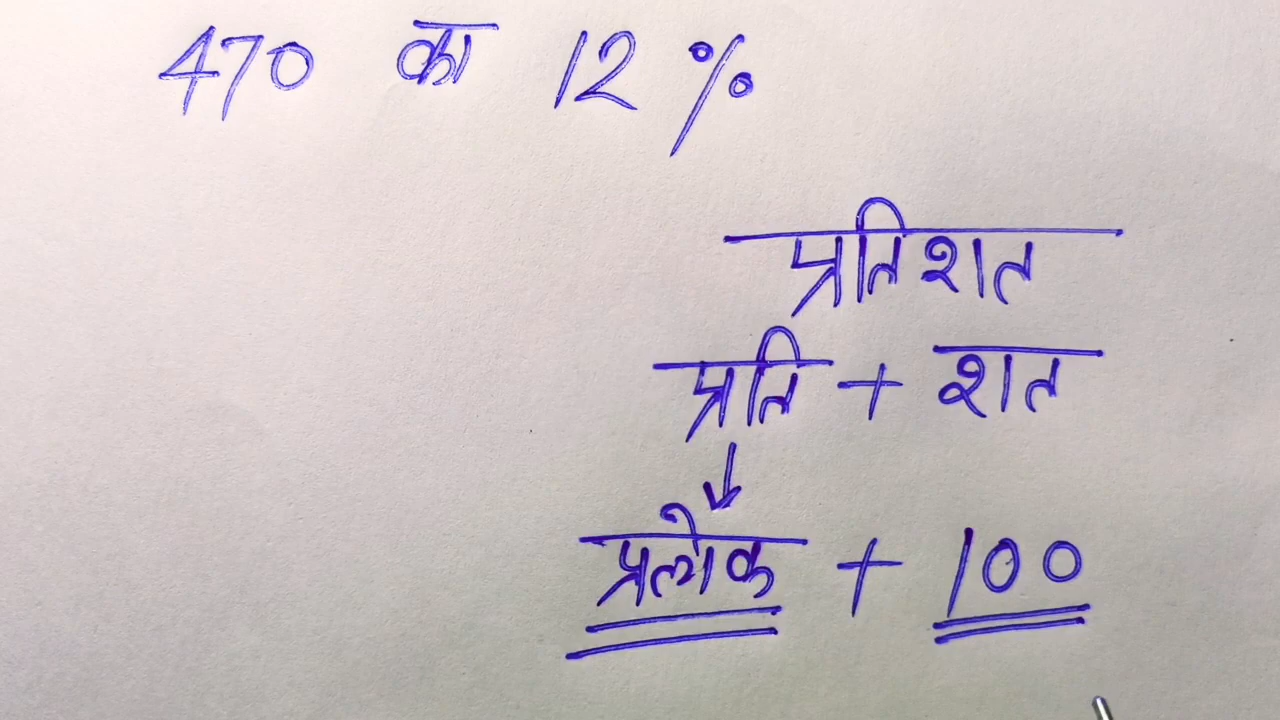 470 का 12 %
प्रतिशत
प्रति + शत
↓
प्रत्येक + 100